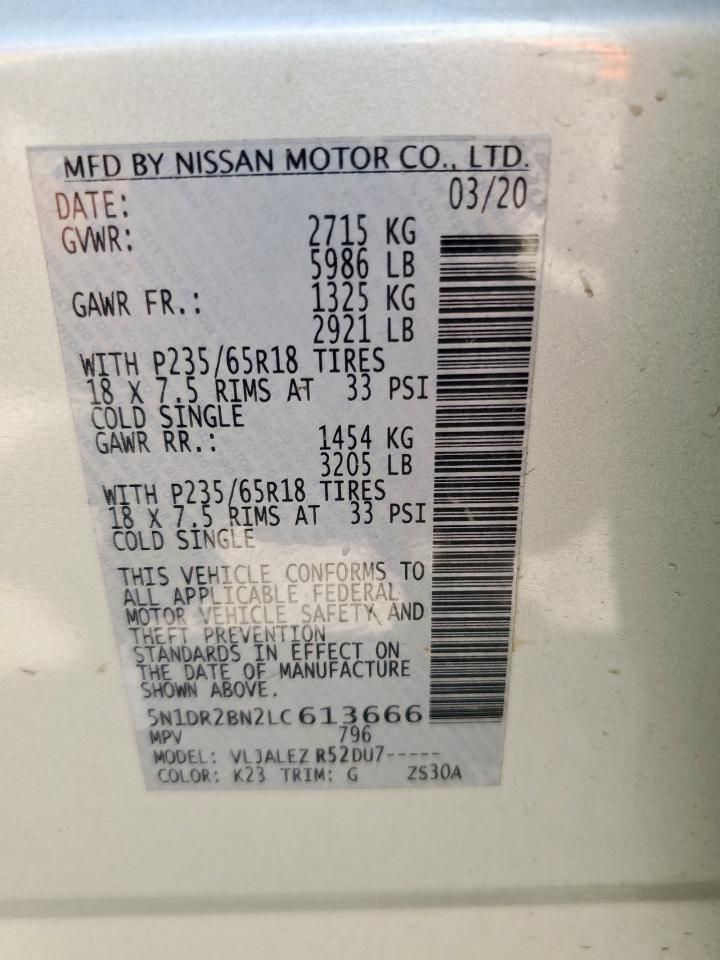 MFD BY NISSAN MOTOR CO., LTD.
DATE: 03/20
GVWR: 2715 KG
5986 LB
GAWR FR.: 1325 KG
2921 LB
WITH P235/65R18 TIRES
18 X 7.5 RIMS AT 33 PSI
COLD SINGLE
GAWR RR.: 1454 KG
3205 LB
WITH P235/65R18 TIRES
18 X 7.5 RIMS AT 33 PSI
COLD SINGLE
THIS VEHICLE CONFORMS TO
ALL APPLICABLE FEDERAL
MOTOR VEHICLE SAFETY AND
THEFT PREVENTION
STANDARDS IN EFFECT ON
THE DATE OF MANUFACTURE
SHOWN ABOVE.
5N1DR2BN2LC613666
MPV 796
MODEL: VLJALEZ R52DU7-----
COLOR: K23 TRIM: G ZS30A